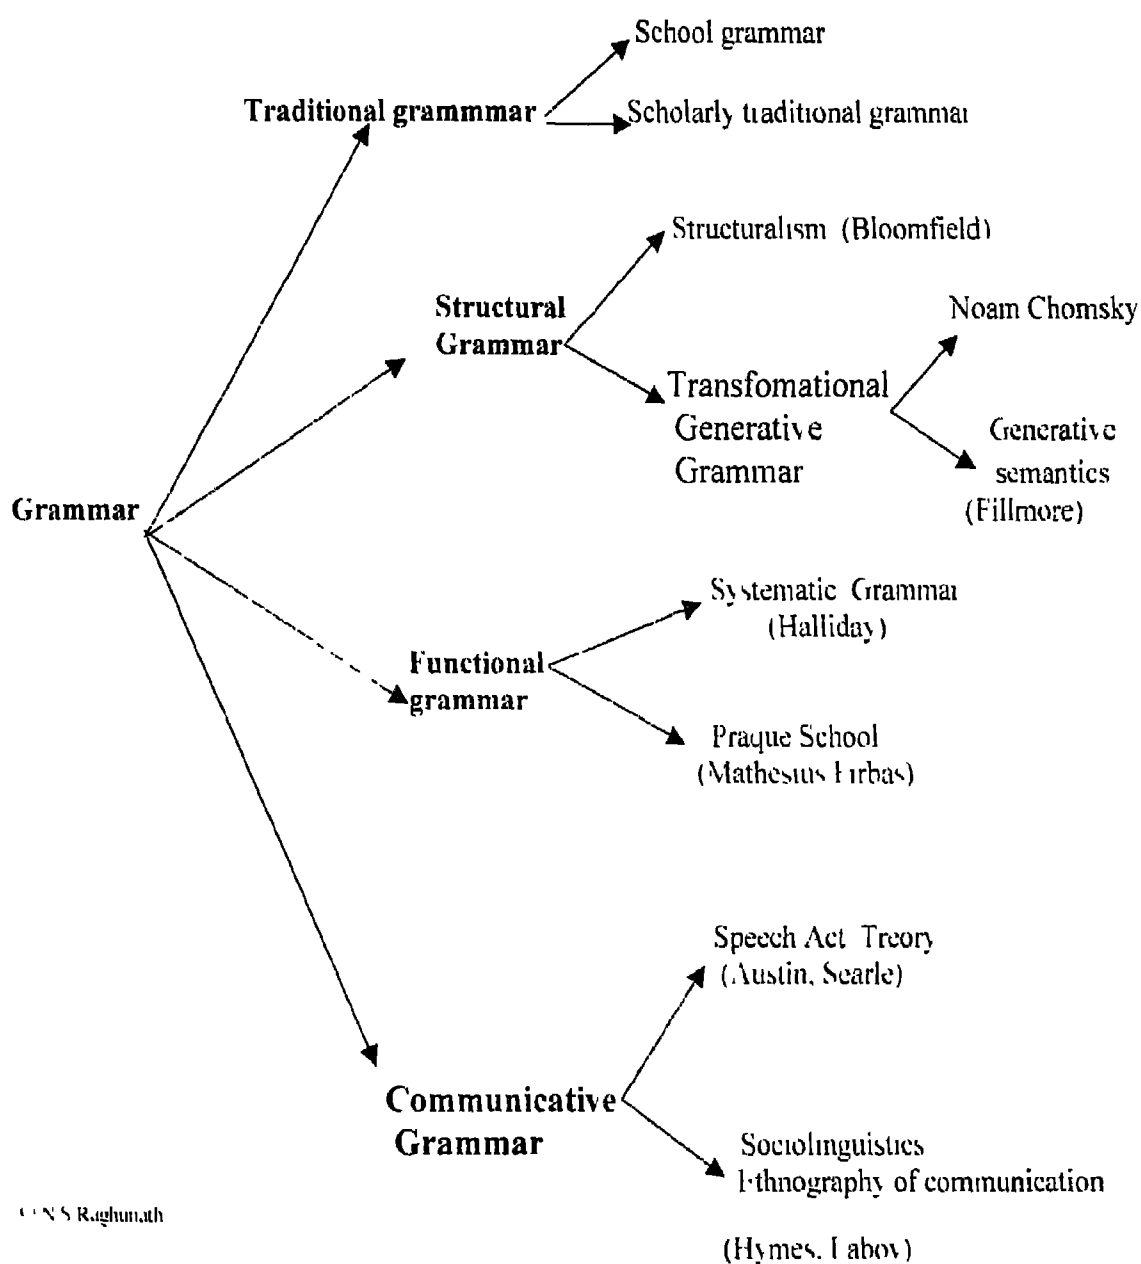 School grammar
Traditional grammmar
Scholarly traditional grammar
Structuralism (Bloomfield)
Structural
Grammar
Noam Chomsky
Transfomational
Generative
Grammar
Generative
semantics
(Fillmore)
Grammar
Systematic Grammar
(Halliday)
Functional
grammar
Praque School
(Mathesius Firbas)
Speech Act Treory
(Austin, Searle)
Communicative
Grammar
Sociolinguistics
Ethnography of communication
N S Raghunath
(Hymes, Labov)